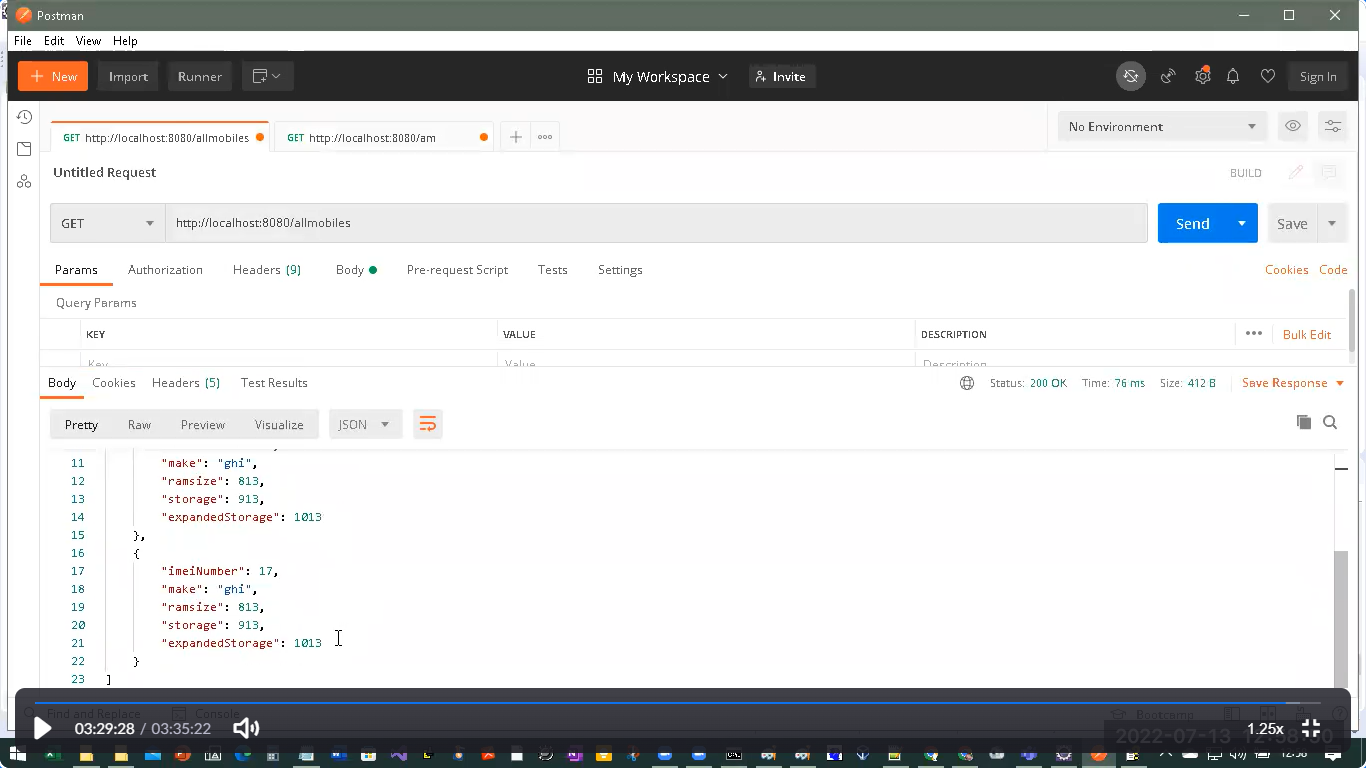 Postman
File Edit View Help
New Import Runner My Workspace Invite Sign In
GET http://localhost:8080/allmobiles GET http://localhost:8080/am No Environment
Untitled Request BUILD
GET http://localhost:8080/allmobiles Send Save
Params Authorization Headers (9) Body Pre-request Script Tests Settings Cookies Code
Query Params
KEY VALUE DESCRIPTION Bulk Edit
Key Value Description
Body Cookies Headers (5) Test Results Status: 200 OK Time: 76 ms Size: 412 B Save Response
Pretty Raw Preview Visualize JSON
11 "make": "ghi",
12 "ramsize": 813,
13 "storage": 913,
14 "expandedStorage": 1013
15 },
16 {
17 "imeiNumber": 17,
18 "make": "ghi",
19 "ramsize": 813,
20 "storage": 913,
21 "expandedStorage": 1013
22 }
23 ]
Find and Replace Console Bootcamp
03:29:28 / 03:35:22 1.25x
2022-07-13